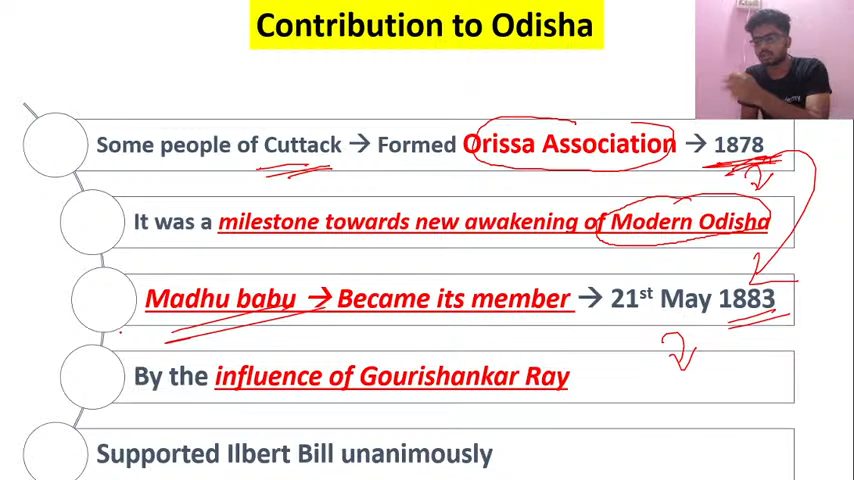 Contribution to Odisha
Some people of Cuttack → Formed Orissa Association → 1878
It was a milestone towards new awakening of Modern Odisha
Madhu babu → Became its member → 21st May 1883
By the influence of Gourishankar Ray
Supported Ilbert Bill unanimously